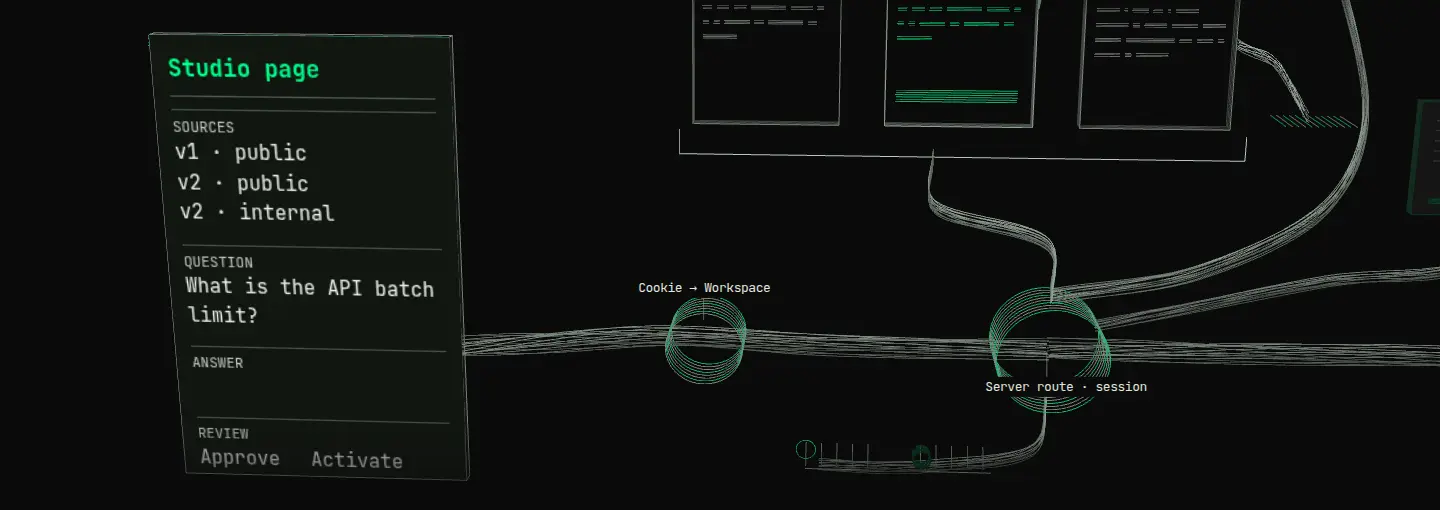 Studio page
SOURCES
v1 · public
v2 · public
v2 · internal
QUESTION
What is the API batch
limit?
ANSWER
REVIEW
Approve Activate
Cookie → Workspace
Server route · session